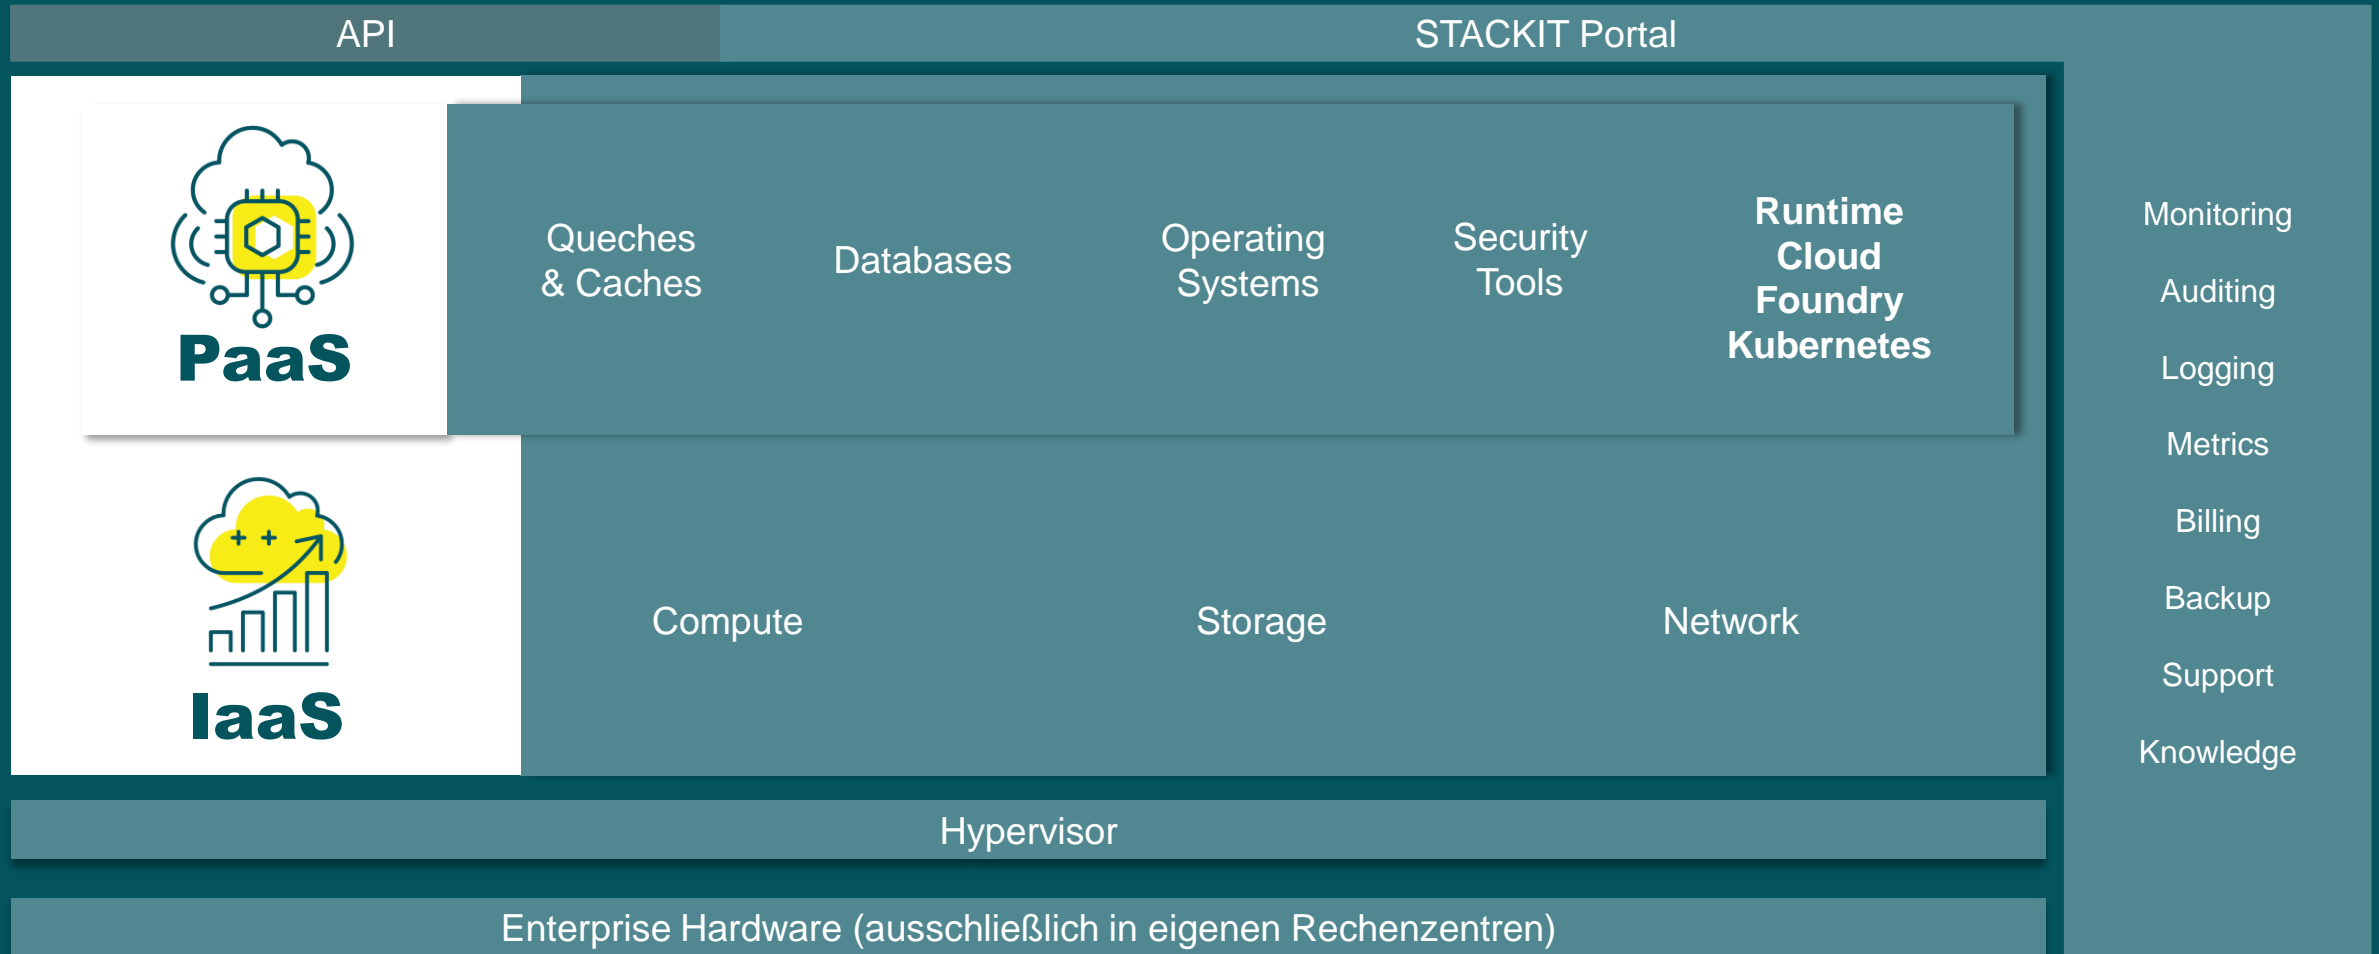 API
STACKIT Portal
PaaS
Queches
& Caches
Databases
Operating
Systems
Security
Tools
Runtime
Cloud
Foundry
Kubernetes
IaaS
Compute
Storage
Network
Hypervisor
Enterprise Hardware (ausschließlich in eigenen Rechenzentren)
Monitoring
Auditing
Logging
Metrics
Billing
Backup
Support
Knowledge